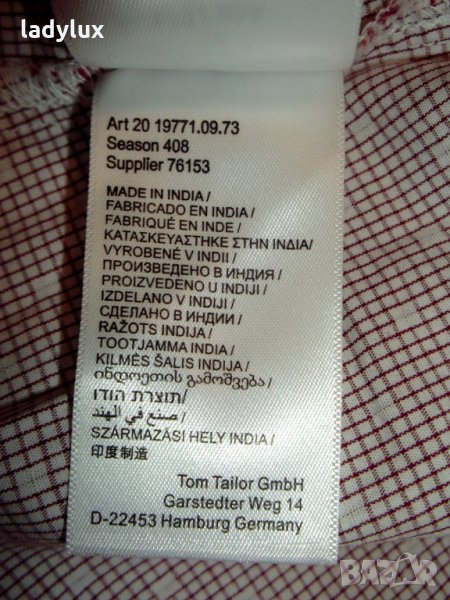 ladylux
Art 20 19771.09.73
Season 408
Supplier 76153
MADE IN INDIA/
FABRICADO EN INDIA/
FABRIQUÉ EN INDE/
ΚΑΤΑΣΚΕΥΑΣΤΗΚΕ ΣΤΗΝ ΙΝΔΙΑ/
VYROBENÉ V INDII/
ПРОИЗВЕДЕНО В ИНДИЯ/
PROIZVEDENO U INDIJI/
IZDELANO V INDIJI/
СДЕЛАНО В ИНДИИ/
RAŽOTS INDIJA/
TOOTJAMMA INDIA/
KILMĖS ŠALIS INDIJA/
ინდოეთის გამოშვება/
תוצרת הודו/
صنع في الهند/
SZÁRMAZÁSI HELY INDIA/
印度制造
Tom Tailor GmbH
Garstedter Weg 14
D-22453 Hamburg Germany
bazar.bg